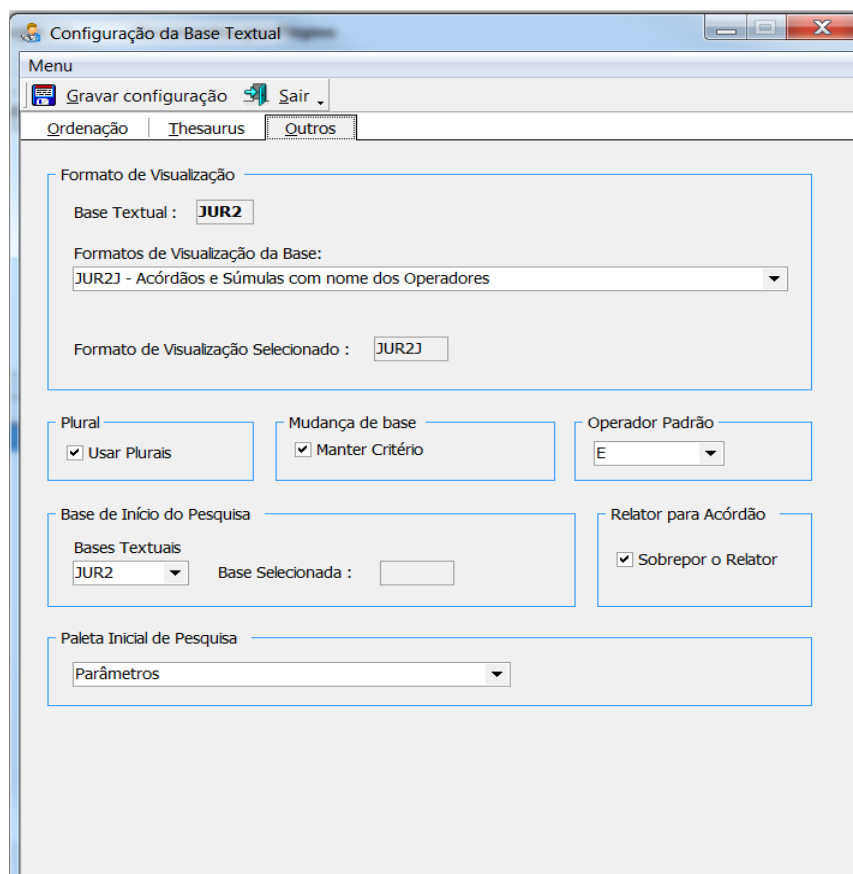 Configuração da Base Textual
Menu
Gravar configuração Sair
Ordenação Thesaurus Outros
Formato de Visualização
Base Textual : JUR2
Formatos de Visualização da Base:
JUR2J - Acórdãos e Súmulas com nome dos Operadores
Formato de Visualização Selecionado : JUR2J
Plural Mudança de base Operador Padrão
Usar Plurais Manter Critério E
Base de Início do Pesquisa Relator para Acórdão
Bases Textuais
JUR2 Base Selecionada : Sobrepor o Relator
Paleta Inicial de Pesquisa
Parâmetros